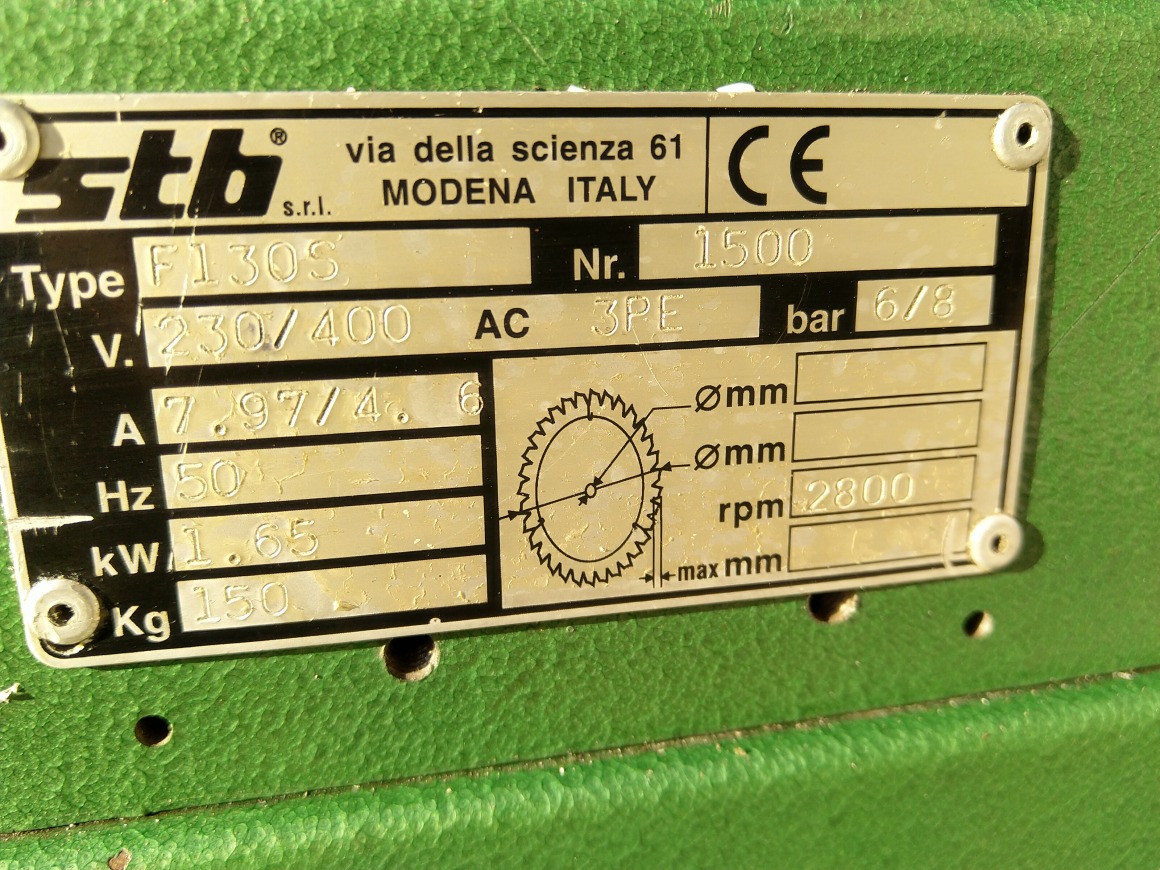 stb® s.r.l.
via della scienza 61
MODENA ITALY
CE
Type F130S Nr. 1500
V. 230/400 AC 3PE bar 6/8
A 7.97/4. 6
Hz 50
kW 1.65
Kg 150
Ømm
Ømm
rpm 2800
max mm